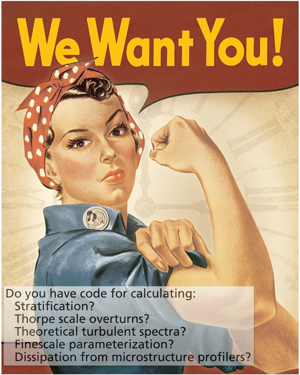 We Want You!
Do you have code for calculating:
Stratification?
Thorpe scale overturns?
Theoretical turbulent spectra?
Finescale parameterization?
Dissipation from microstructure profilers?